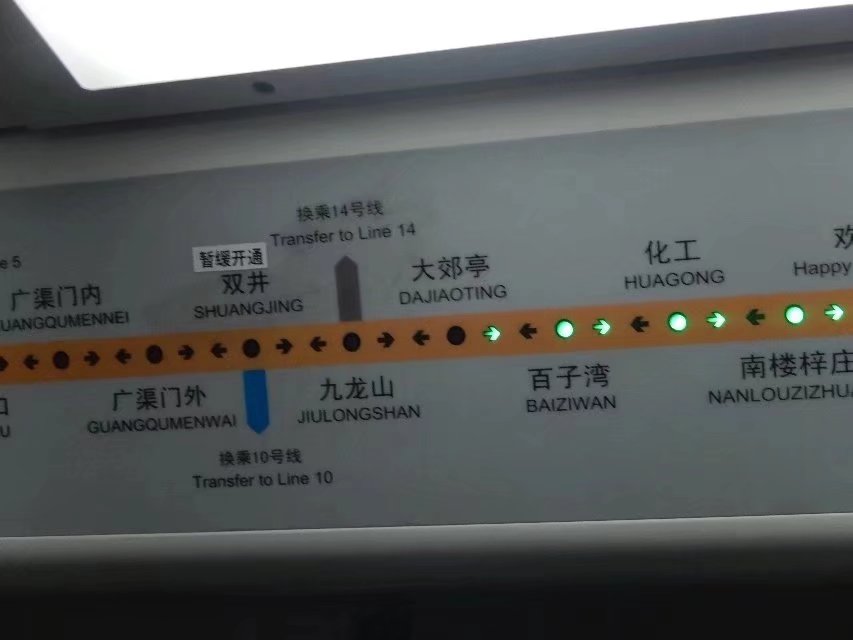 换乘14号线
Transfer to Line 14
e 5
暂缓开通
广渠门内
UANGQUMENNEI
双井
SHUANGJING
大郊亭
DAJIAOTING
化工
HUAGONG
欢
Happy
广渠门外
GUANGQUMENWAI
九龙山
JIULONGSHAN
百子湾
BAIZIWAN
南楼梓庄
NANLOUZIZHU
U
换乘10号线
Transfer to Line 10